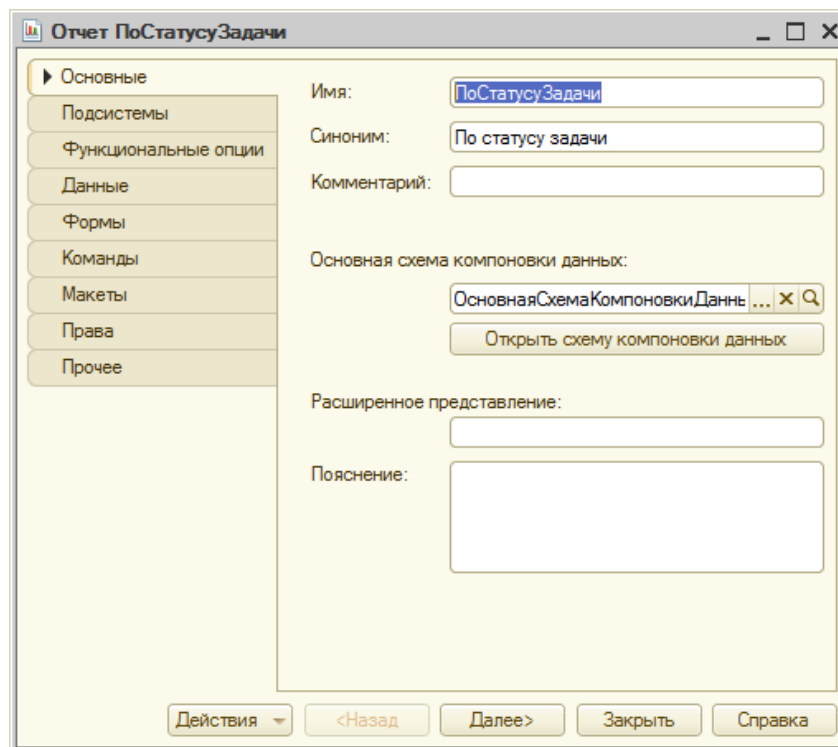 Отчет ПоСтатусуЗадачи
Основные
Подсистемы
Функциональные опции
Данные
Формы
Команды
Макеты
Права
Прочее
Имя: ПоСтатусуЗадачи
Синоним: По статусу задачи
Комментарий:
Основная схема компоновки данных:
ОсновнаяСхемаКомпоновкиДаннь ...
Открыть схему компоновки данных
Расширенное представление:
Пояснение:
Действия <Назад Далее> Закрыть Справка